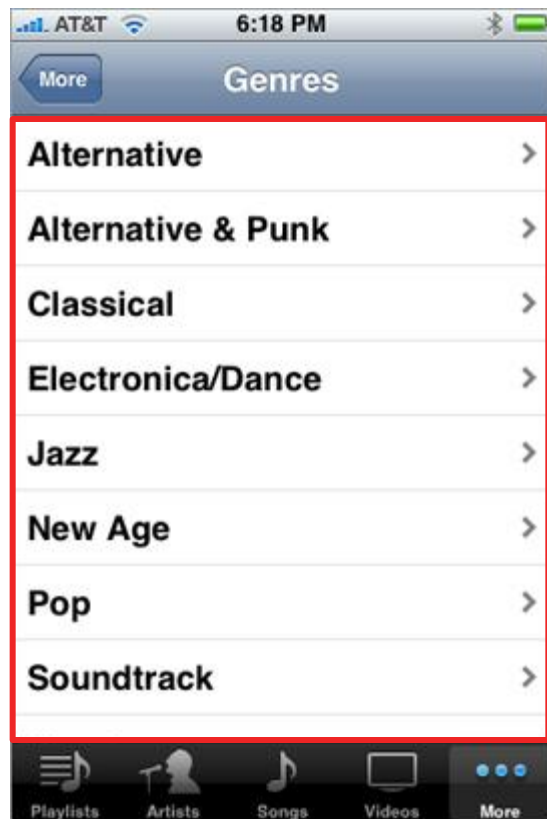 AT&T 6:18 PM
More Genres
Alternative
Alternative & Punk
Classical
Electronica/Dance
Jazz
New Age
Pop
Soundtrack
Playlists Artists Songs Videos More